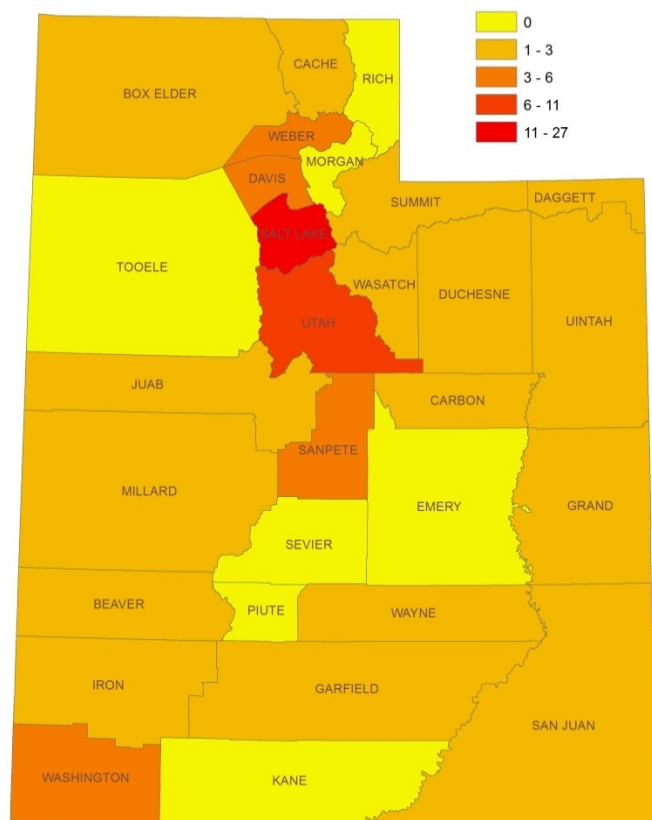 0
1 - 3
3 - 6
6 - 11
11 - 27
CACHE
RICH
BOX ELDER
WEBER
MORGAN
DAVIS
SUMMIT
DAGGETT
SALT LAKE
TOOELE
WASATCH
DUCHESNE
UINTAH
UTAH
JUAB
CARBON
SANPETE
MILLARD
EMERY
GRAND
SEVIER
BEAVER
PIUTE
WAYNE
IRON
GARFIELD
SAN JUAN
WASHINGTON
KANE